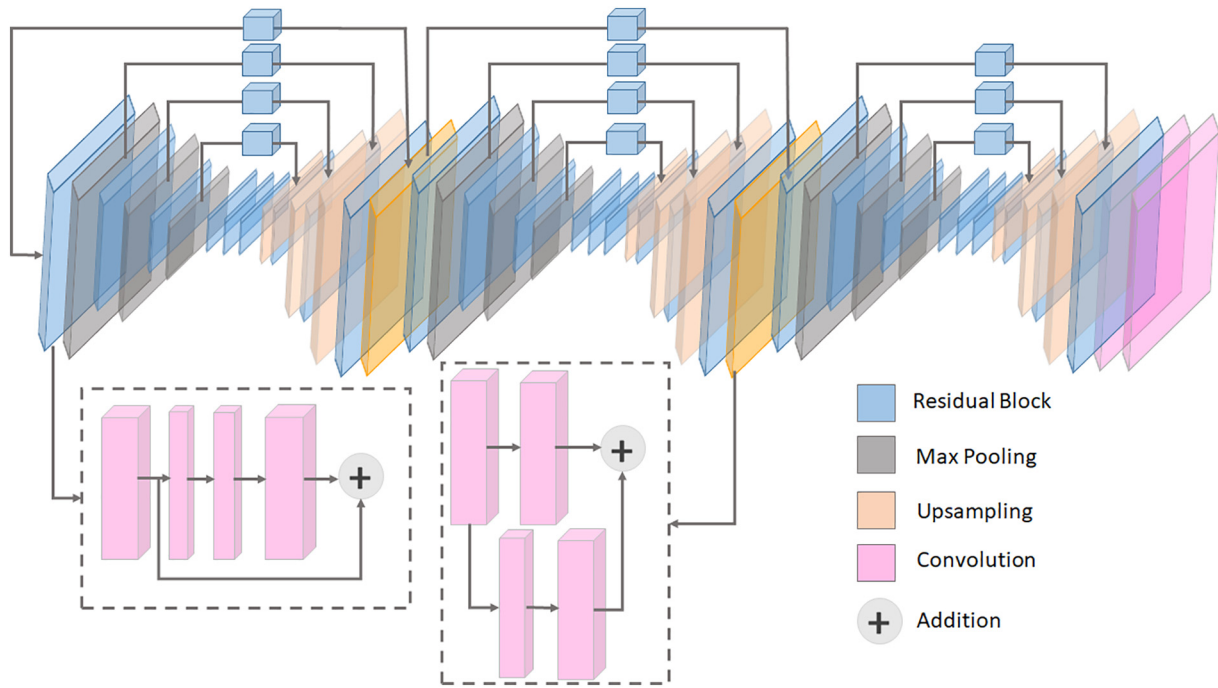 Residual Block
Max Pooling
Upsampling
Convolution
+ Addition
+
+